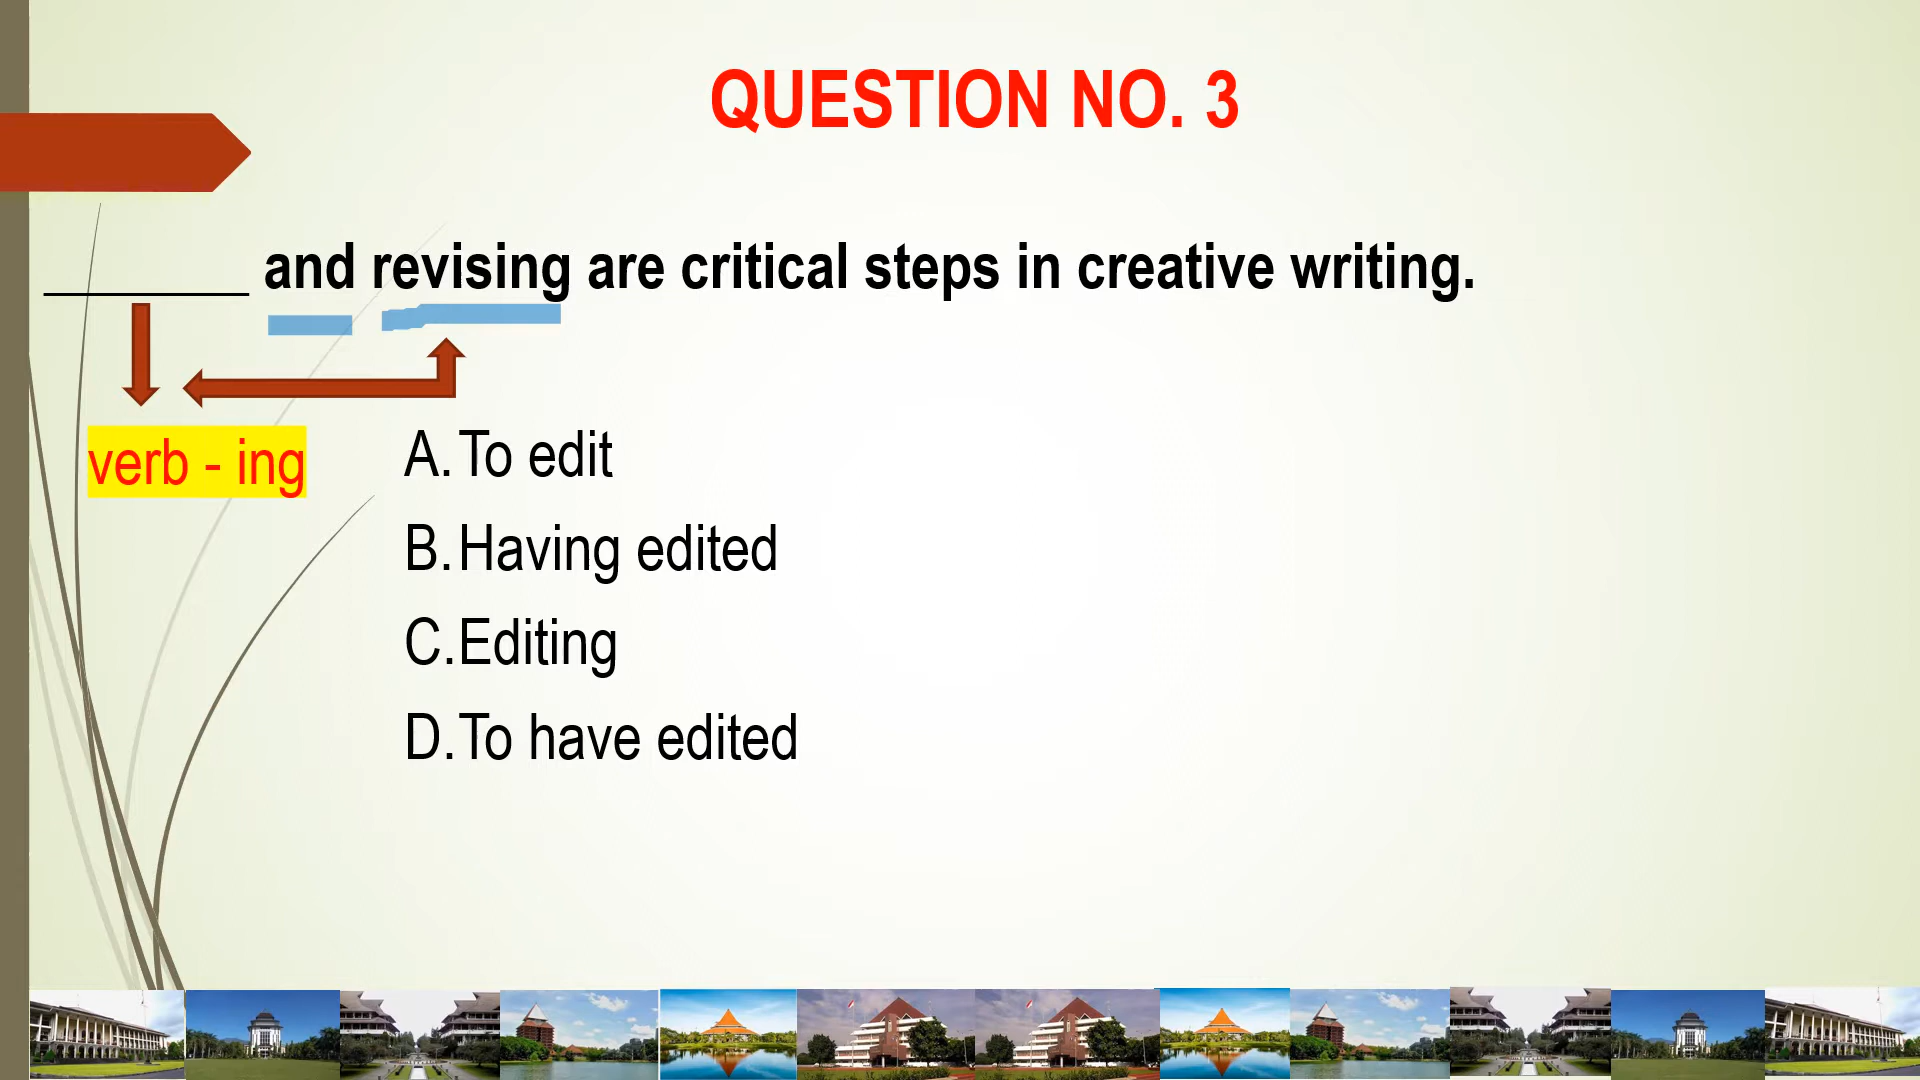 QUESTION NO. 3
________ and revising are critical steps in creative writing.
verb - ing
A. To edit
B. Having edited
C. Editing
D. To have edited